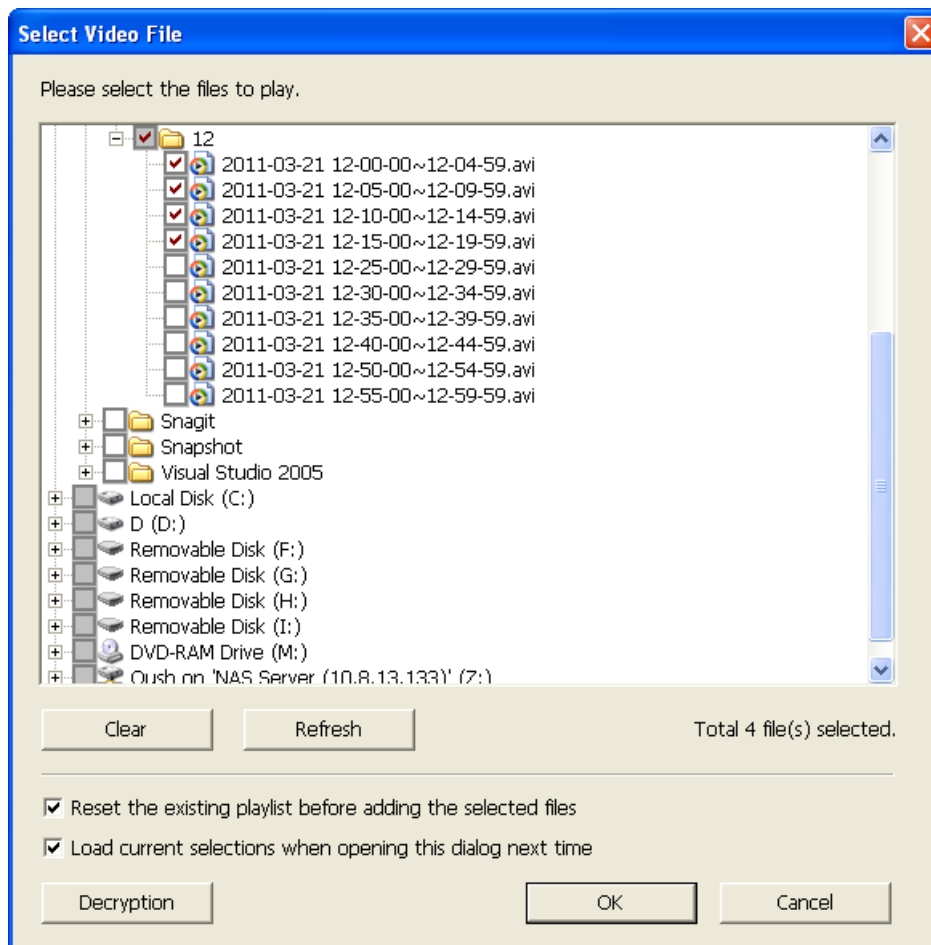 Select Video File
Please select the files to play.
12
2011-03-21 12-00-00~12-04-59.avi
2011-03-21 12-05-00~12-09-59.avi
2011-03-21 12-10-00~12-14-59.avi
2011-03-21 12-15-00~12-19-59.avi
2011-03-21 12-25-00~12-29-59.avi
2011-03-21 12-30-00~12-34-59.avi
2011-03-21 12-35-00~12-39-59.avi
2011-03-21 12-40-00~12-44-59.avi
2011-03-21 12-50-00~12-54-59.avi
2011-03-21 12-55-00~12-59-59.avi
Snagit
Snapshot
Visual Studio 2005
Local Disk (C:)
D (D:)
Removable Disk (F:)
Removable Disk (G:)
Removable Disk (H:)
Removable Disk (I:)
DVD-RAM Drive (M:)
Oush on 'NAS Server (10.8.13.133)' (Z:)
Clear Refresh Total 4 file(s) selected.
Reset the existing playlist before adding the selected files
Load current selections when opening this dialog next time
Decryption OK Cancel